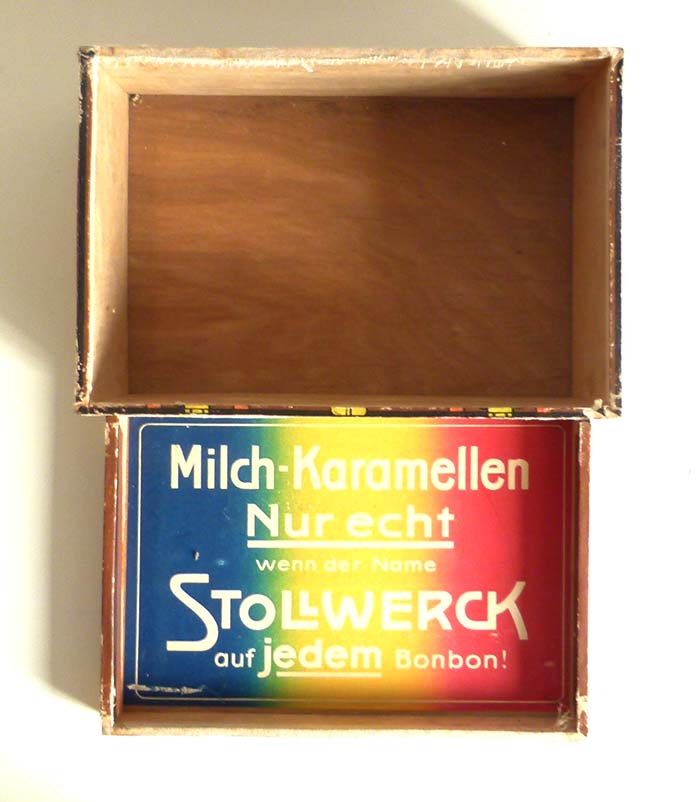 Milch-Karamellen
Nur echt
wenn der Name
STOLLWERCK
auf jedem Bonbon!